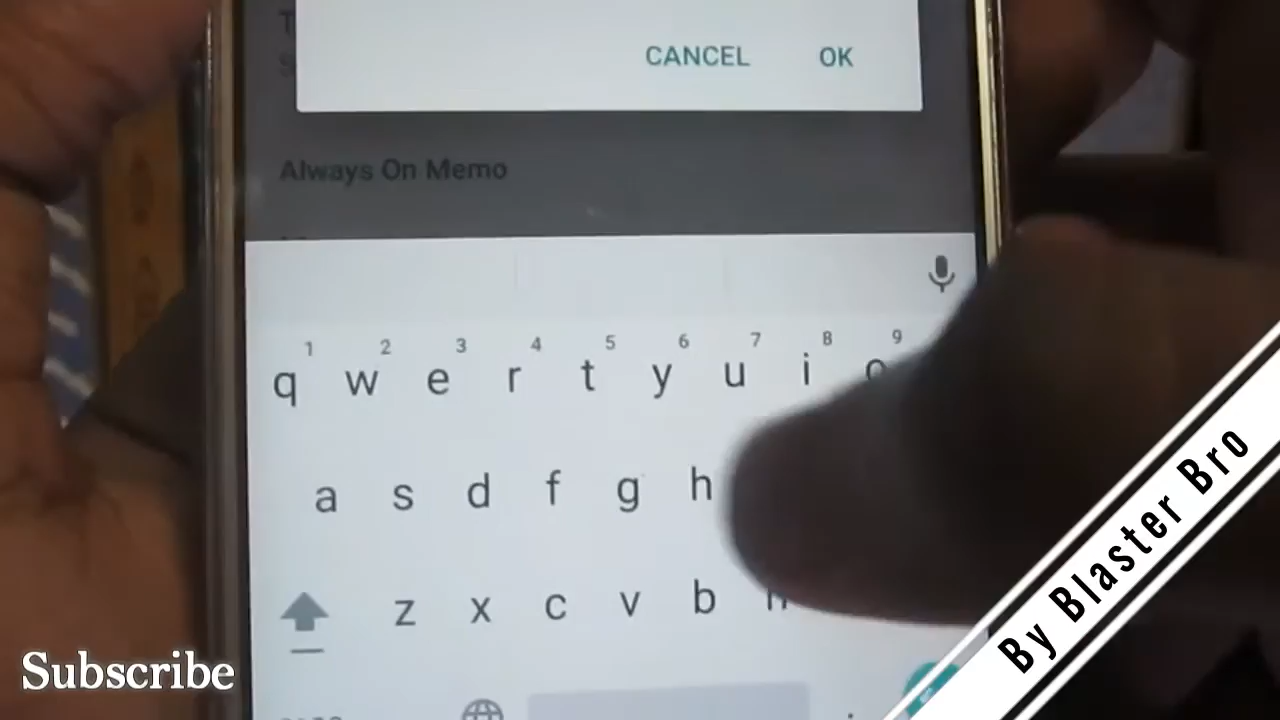 CANCEL OK
Always On Memo
1 2 3 4 5 6 7 8 9
q w e r t y u i o
a s d f g h
z x c v b n
Subscribe
By Blaster Bro